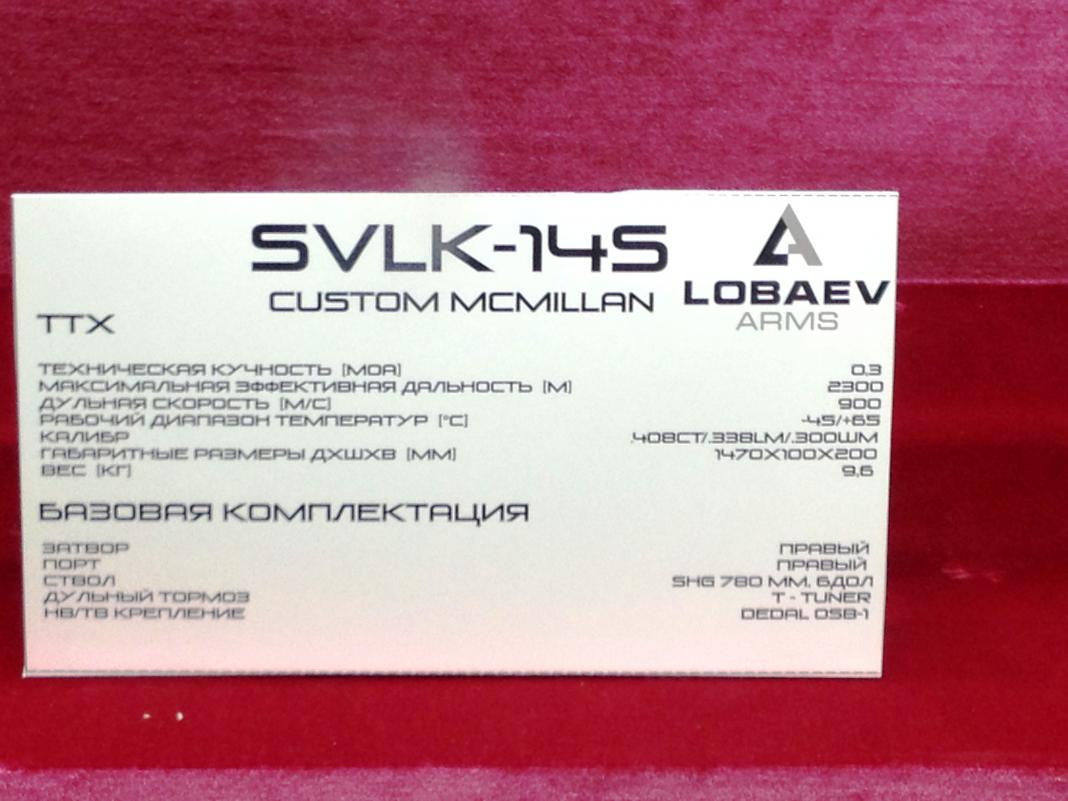 SVLK-14S
CUSTOM MCMILLAN
LOBAEV
ARMS
ТТХ
ТЕХНИЧЕСКАЯ КУЧНОСТЬ [МОА] 0,3
МАКСИМАЛЬНАЯ ЭФФЕКТИВНАЯ ДАЛЬНОСТЬ [М] 2300
ДУЛЬНАЯ СКОРОСТЬ [М/С] 900
РАБОЧИЙ ДИАПАЗОН ТЕМПЕРАТУР [°С] -45/+65
КАЛИБР .408CT/.338LM/.300WM
ГАБАРИТНЫЕ РАЗМЕРЫ ДХШХВ [ММ] 1470X100X200
ВЕС [КГ] 9,6
БАЗОВАЯ КОМПЛЕКТАЦИЯ
ЗАТВОР ПРАВЫЙ
ПОРТ ПРАВЫЙ
СТВОЛ SHG 780 ММ, 6ДОЛ
ДУЛЬНЫЙ ТОРМОЗ T - TUNER
НВ/ТВ КРЕПЛЕНИЕ DEDAL OSB-1